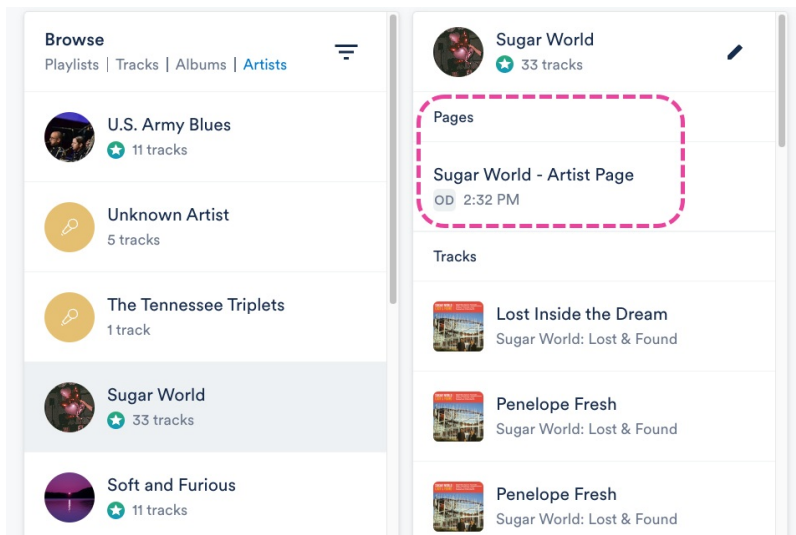 Browse
Playlists | Tracks | Albums | Artists
U.S. Army Blues
11 tracks
Unknown Artist
5 tracks
The Tennessee Triplets
1 track
Sugar World
33 tracks
Soft and Furious
11 tracks
Sugar World
33 tracks
Pages
Sugar World - Artist Page
OD 2:32 PM
Tracks
Lost Inside the Dream
Sugar World: Lost & Found
Penelope Fresh
Sugar World: Lost & Found
Penelope Fresh
Sugar World: Lost & Found